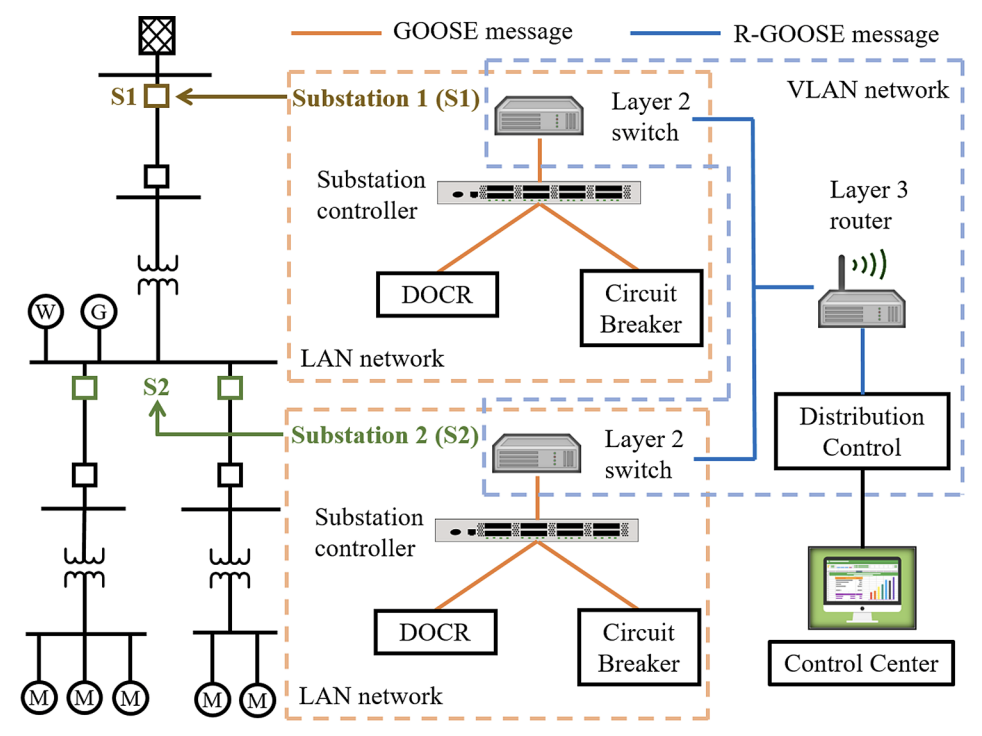 GOOSE message
R-GOOSE message
S1
Substation 1 (S1)
Layer 2
switch
VLAN network
Substation
controller
Layer 3
router
DOCR
Circuit
Breaker
LAN network
W
G
S2
Substation 2 (S2)
Layer 2
switch
Distribution
Control
Substation
controller
DOCR
Circuit
Breaker
Control Center
LAN network
M
M
M
M
M